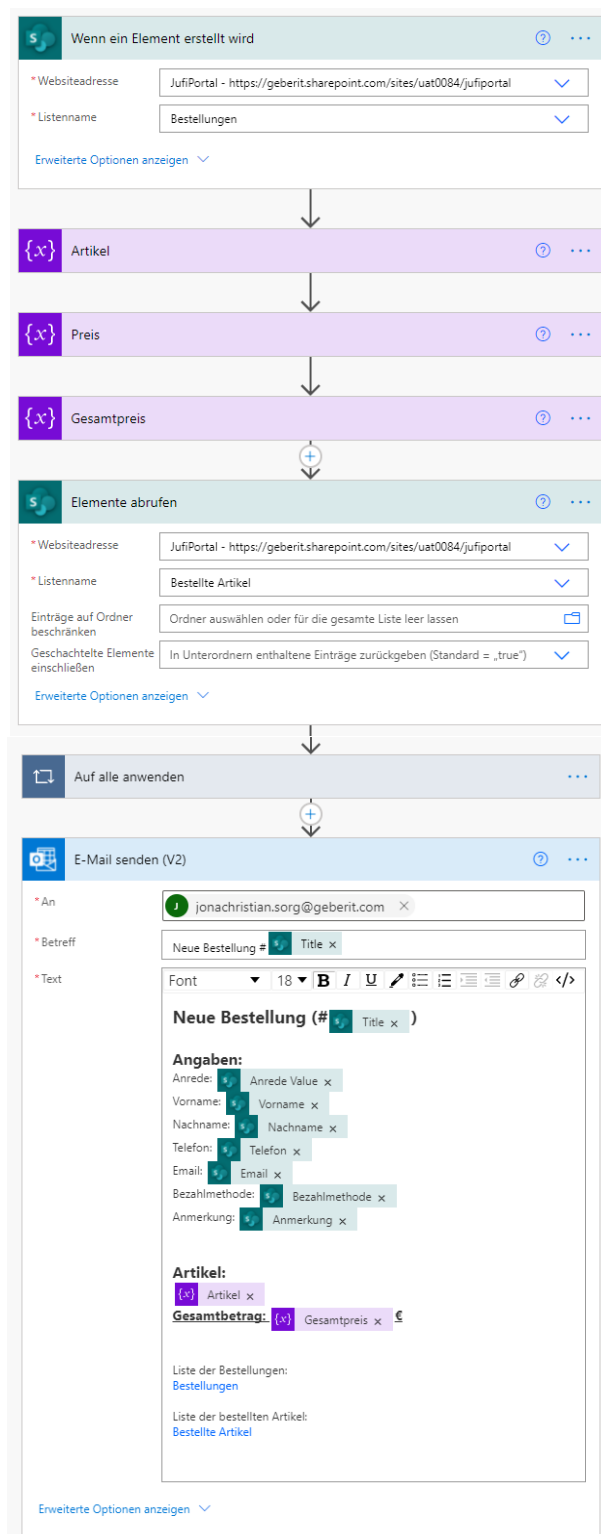 Wenn ein Element erstellt wird
* Websiteadresse
JufiPortal - https://geberit.sharepoint.com/sites/uat0084/jufiportal
* Listenname
Bestellungen
Erweiterte Optionen anzeigen
{x} Artikel
{x} Preis
{x} Gesamtpreis
Elemente abrufen
* Websiteadresse
JufiPortal - https://geberit.sharepoint.com/sites/uat0084/jufiportal
* Listenname
Bestellte Artikel
Einträge auf Ordner
beschränken
Ordner auswählen oder für die gesamte Liste leer lassen
Geschachtelte Elemente
einschließen
In Unterordnern enthaltene Einträge zurückgeben (Standard = „true")
Erweiterte Optionen anzeigen
Auf alle anwenden
E-Mail senden (V2)
* An
J jonachristian.sorg@geberit.com ×
* Betreff
Neue Bestellung # Title ×
* Text
Font 18 B I U </>
Neue Bestellung (# Title × )
Angaben:
Anrede: Anrede Value ×
Vorname: Vorname ×
Nachname: Nachname ×
Telefon: Telefon ×
Email: Email ×
Bezahlmethode: Bezahlmethode ×
Anmerkung: Anmerkung ×
Artikel:
{x} Artikel ×
Gesamtbetrag: {x} Gesamtpreis × €
Liste der Bestellungen:
Bestellungen
Liste der bestellten Artikel:
Bestellte Artikel
Erweiterte Optionen anzeigen